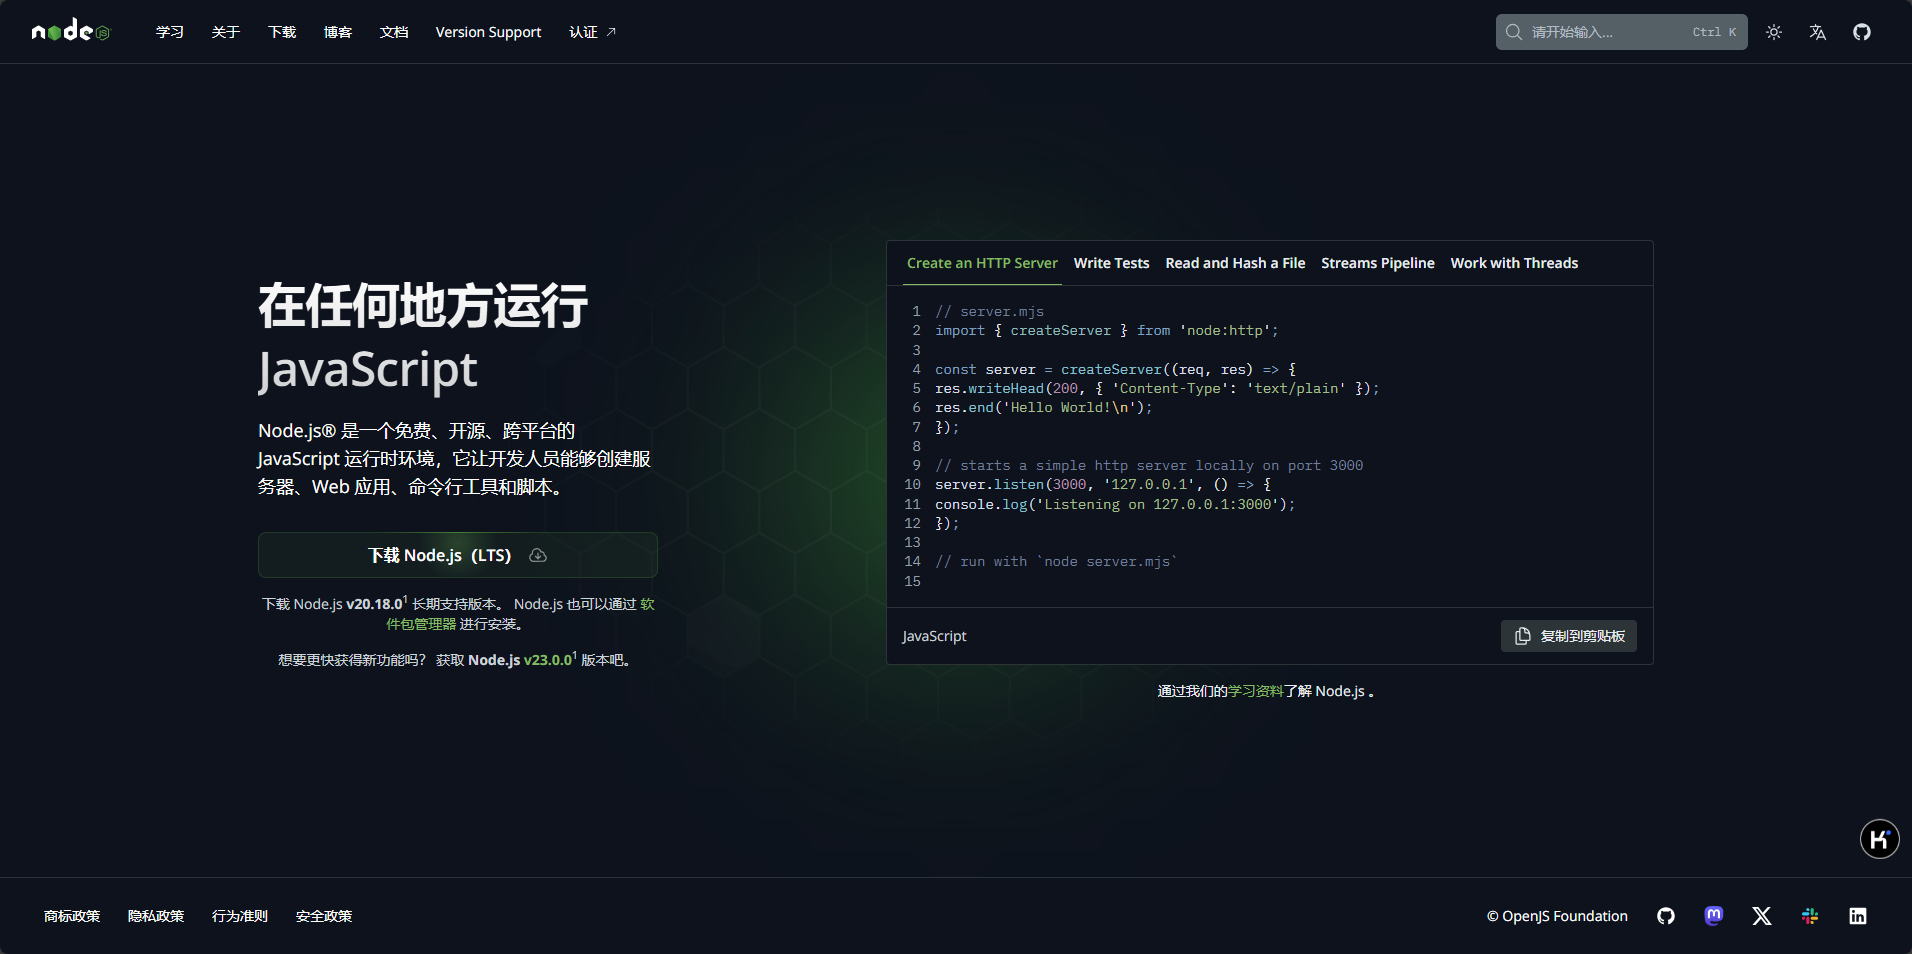 node JS
学习 关于 下载 博客 文档 Version Support 认证
请开始输入... Ctrl K
在任何地方运行
JavaScript
Node.js® 是一个免费、开源、跨平台的
JavaScript 运行时环境，它让开发人员能够创建服
务器、Web 应用、命令行工具和脚本。
下载 Node.js（LTS）
下载 Node.js v20.18.0¹ 长期支持版本。 Node.js 也可以通过 软
件包管理器 进行安装。
想要更快获得新功能吗？ 获取 Node.js v23.0.0¹ 版本吧。
Create an HTTP Server Write Tests Read and Hash a File Streams Pipeline Work with Threads
1 // server.mjs
2 import { createServer } from 'node:http';
3
4 const server = createServer((req, res) => {
5 res.writeHead(200, { 'Content-Type': 'text/plain' });
6 res.end('Hello World!\n');
7 });
8
9 // starts a simple http server locally on port 3000
10 server.listen(3000, '127.0.0.1', () => {
11 console.log('Listening on 127.0.0.1:3000');
12 });
13
14 // run with `node server.mjs`
15
JavaScript 复制到剪贴板
通过我们的学习资料了解 Node.js 。
商标政策 隐私政策 行为准则 安全政策
© OpenJS Foundation